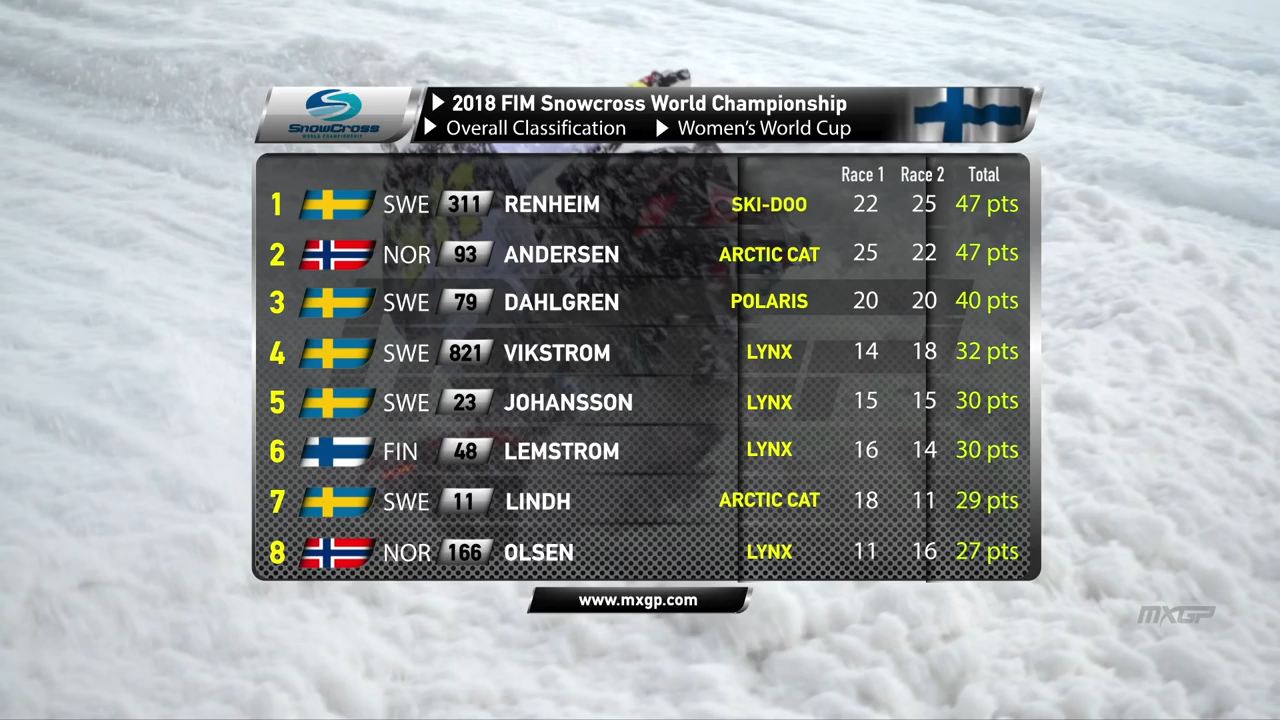 2018 FIM Snowcross World Championship
SNOWCROSS
WORLD CHAMPIONSHIP
Overall Classification Women's World Cup
Race 1 Race 2 Total
1 SWE 311 RENHEIM SKI-DOO 22 25 47 pts
2 NOR 93 ANDERSEN ARCTIC CAT 25 22 47 pts
3 SWE 79 DAHLGREN POLARIS 20 20 40 pts
4 SWE 821 VIKSTROM LYNX 14 18 32 pts
5 SWE 23 JOHANSSON LYNX 15 15 30 pts
6 FIN 48 LEMSTROM LYNX 16 14 30 pts
7 SWE 11 LINDH ARCTIC CAT 18 11 29 pts
8 NOR 166 OLSEN LYNX 11 16 27 pts
www.mxgp.com
MXGP